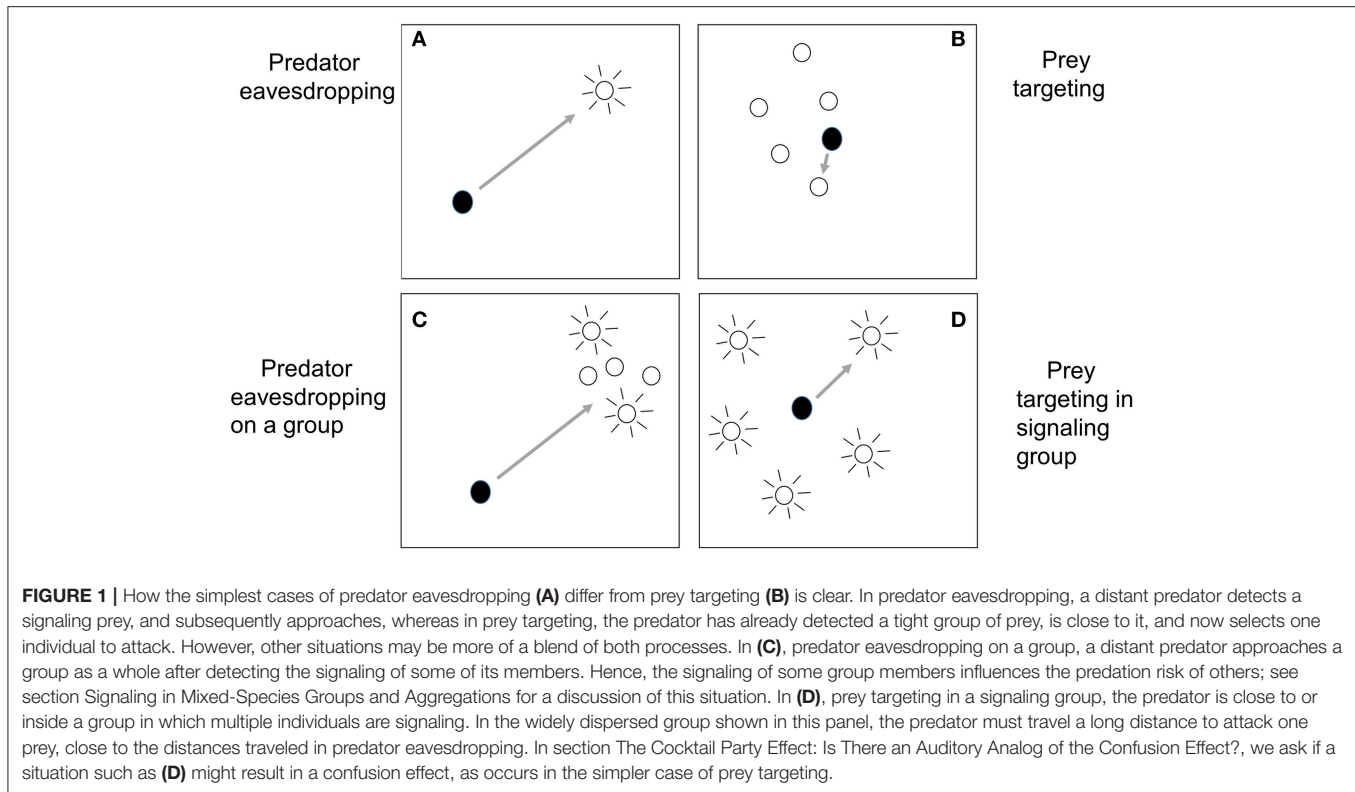 A
Predator
eavesdropping
B
Prey
targeting
C
Predator
eavesdropping
on a group
D
Prey
targeting in
signaling
group
FIGURE 1 | How the simplest cases of predator eavesdropping (A) differ from prey targeting (B) is clear. In predator eavesdropping, a distant predator detects a
signaling prey, and subsequently approaches, whereas in prey targeting, the predator has already detected a tight group of prey, is close to it, and now selects one
individual to attack. However, other situations may be more of a blend of both processes. In (C), predator eavesdropping on a group, a distant predator approaches a
group as a whole after detecting the signaling of some of its members. Hence, the signaling of some group members influences the predation risk of others; see
section Signaling in Mixed-Species Groups and Aggregations for a discussion of this situation. In (D), prey targeting in a signaling group, the predator is close to or
inside a group in which multiple individuals are signaling. In the widely dispersed group shown in this panel, the predator must travel a long distance to attack one
prey, close to the distances traveled in predator eavesdropping. In section The Cocktail Party Effect: Is There an Auditory Analog of the Confusion Effect?, we ask if a
situation such as (D) might result in a confusion effect, as occurs in the simpler case of prey targeting.